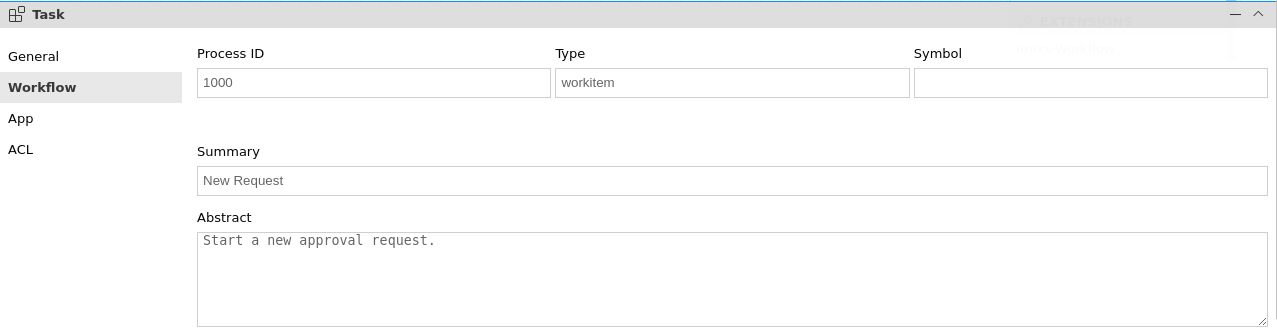 Task
General
Workflow
App
ACL
Process ID
Type
Symbol
1000
workitem
Summary
New Request
Abstract
Start a new approval request.